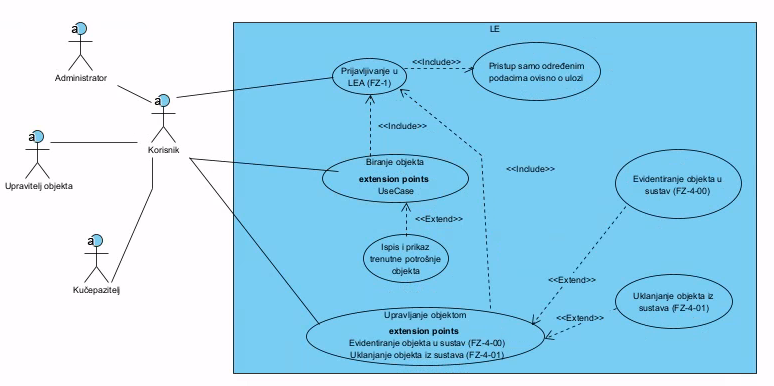 LE
Administrator
Korisnik
Upravitelj objekta
Kučepazitelj
Prijavljivanje u
LEA (FZ-1)
<<Include>>
Pristup samo određenim
podacima ovisno o ulozi
<<Include>>
Biranje objekta
extension points
UseCase
<<Include>>
Evidentiranje objekta u
sustav (FZ-4-00)
<<Extend>>
Ispis i prikaz
trenutne potrošnje
objekta
<<Extend>>
Uklanjanje objekta iz
sustava (FZ-4-01)
<<Extend>>
Upravljanje objektom
extension points
Evidentiranje objekta u sustav (FZ-4-00)
Uklanjanje objekta iz sustava (FZ-4-01)